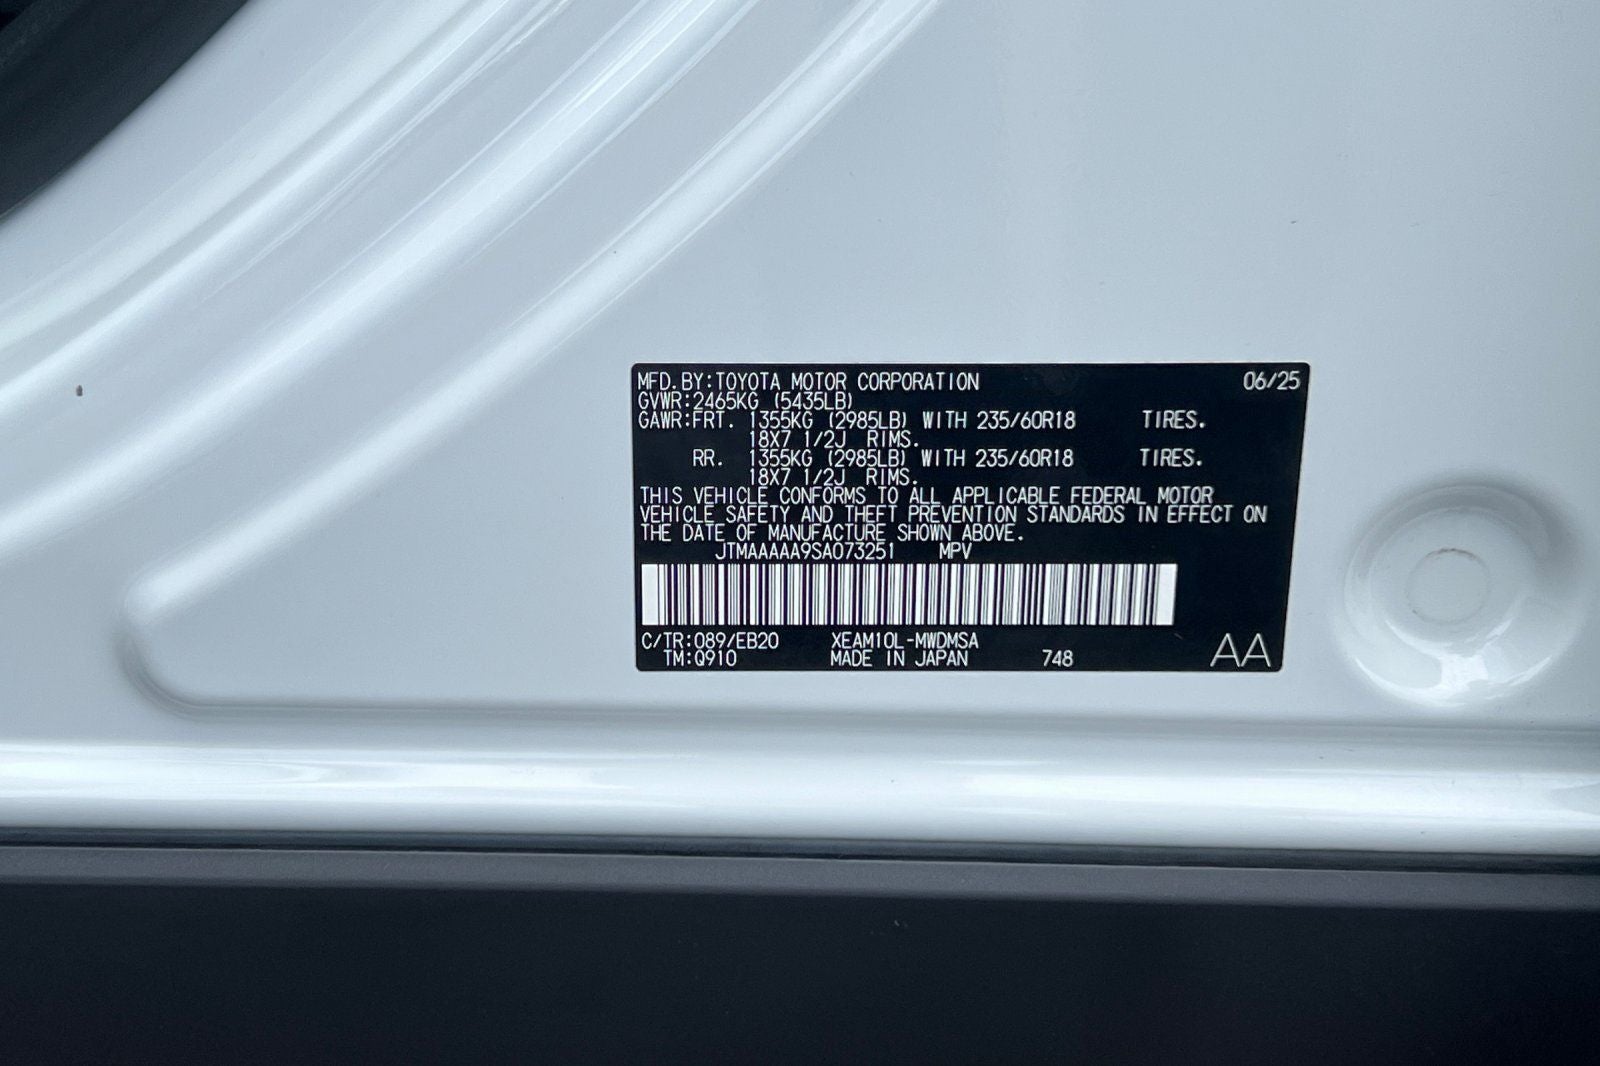 MFD. BY: TOYOTA MOTOR CORPORATION 06/25
GVWR: 2465KG (5435LB)
GAWR: FRT. 1355KG (2985LB) WITH 235/60R18 TIRES.
18X7 1/2J RIMS.
RR. 1355KG (2985LB) WITH 235/60R18 TIRES.
18X7 1/2J RIMS.
THIS VEHICLE CONFORMS TO ALL APPLICABLE FEDERAL MOTOR
VEHICLE SAFETY AND THEFT PREVENTION STANDARDS IN EFFECT ON
THE DATE OF MANUFACTURE SHOWN ABOVE.
JTMAAAAA9SA073251 MPV
C/TR: 089/EB20 XEAM10L-MWDMSA
TM: Q910 MADE IN JAPAN 748 AA